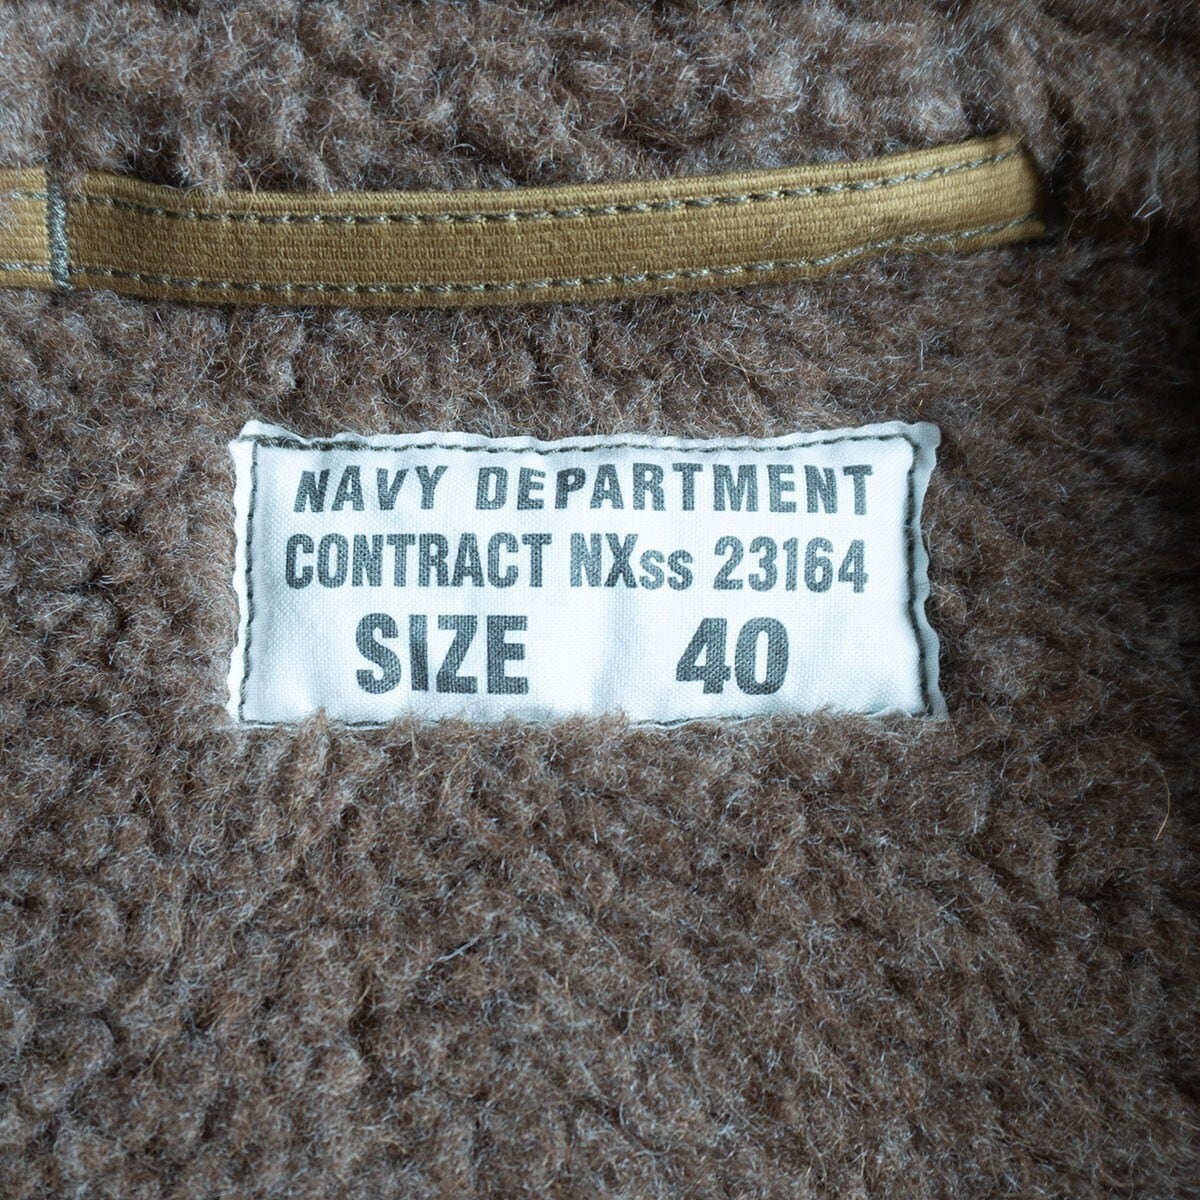 NAVY DEPARTMENT
CONTRACT NXss 23164
SIZE 40